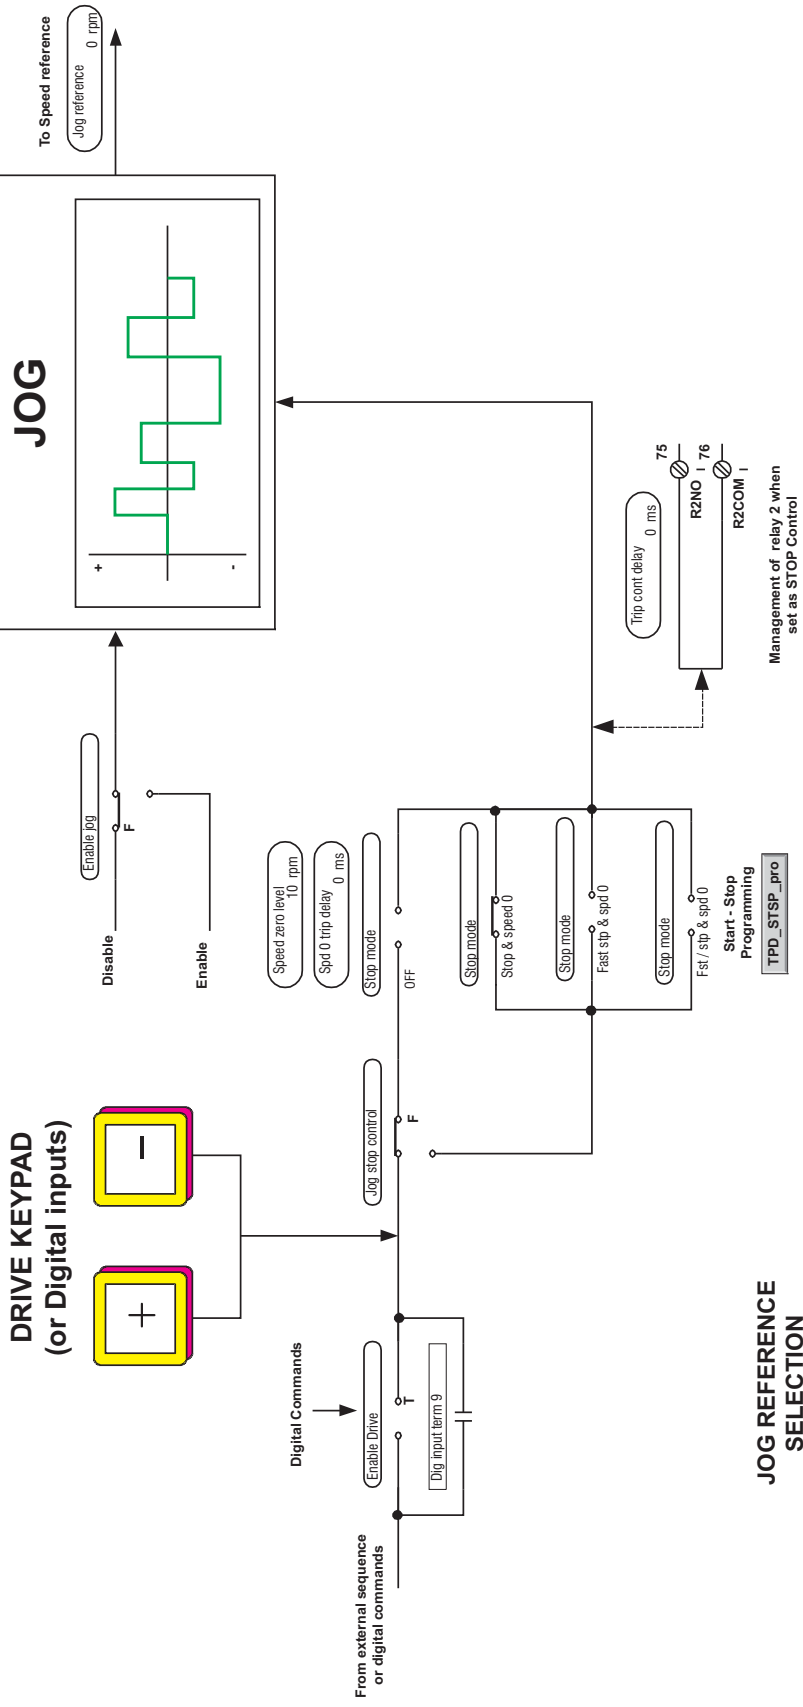 To Speed reference
Jog reference
0 rpm
JOG
+
-
Enable jog
F
Disable
Enable
DRIVE KEYPAD
(or Digital inputs)
+
-
Speed zero level
10 rpm
Spd 0 trip delay
0 ms
Stop mode
OFF
Stop mode
Stop & speed 0
Stop mode
Fast stp & spd 0
Stop mode
Fst / stp & spd 0
Start - Stop
Programming
TPD_STSP_pro
Jog stop control
F
Digital Commands
Enable Drive
T
Dig input term 9
From external sequence
or digital commands
Trip cont delay
0 ms
75
R2NO
76
R2COM
Management of relay 2 when
set as STOP Control
JOG REFERENCE
SELECTION